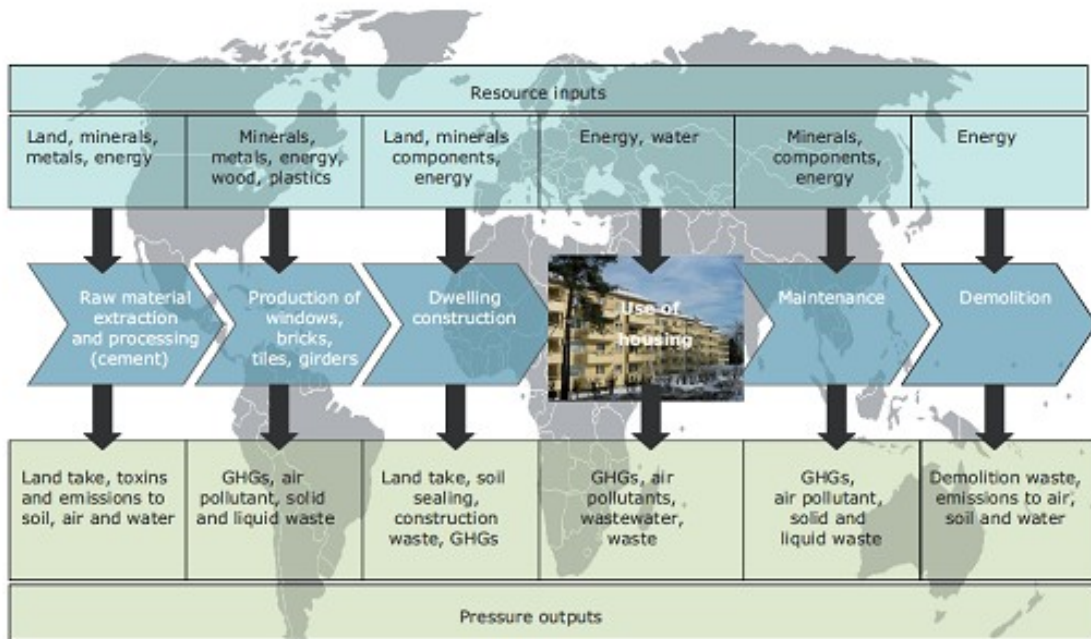 Resource inputs
Land, minerals,
metals, energy
Minerals,
metals, energy,
wood, plastics
Land, minerals
components,
energy
Energy, water
Minerals,
components,
energy
Energy
Raw material
extraction
and processing
(cement)
Production of
windows,
bricks,
tiles, girders
Dwelling
construction
Use of
housing
Maintenance
Demolition
Land take, toxins
and emissions to
soil, air and water
GHGs, air
pollutant, solid
and liquid waste
Land take, soil
sealing,
construction
waste, GHGs
GHGs, air
pollutants,
wastewater,
waste
GHGs,
air pollutant,
solid and
liquid waste
Demolition waste,
emissions to air,
soil and water
Pressure outputs